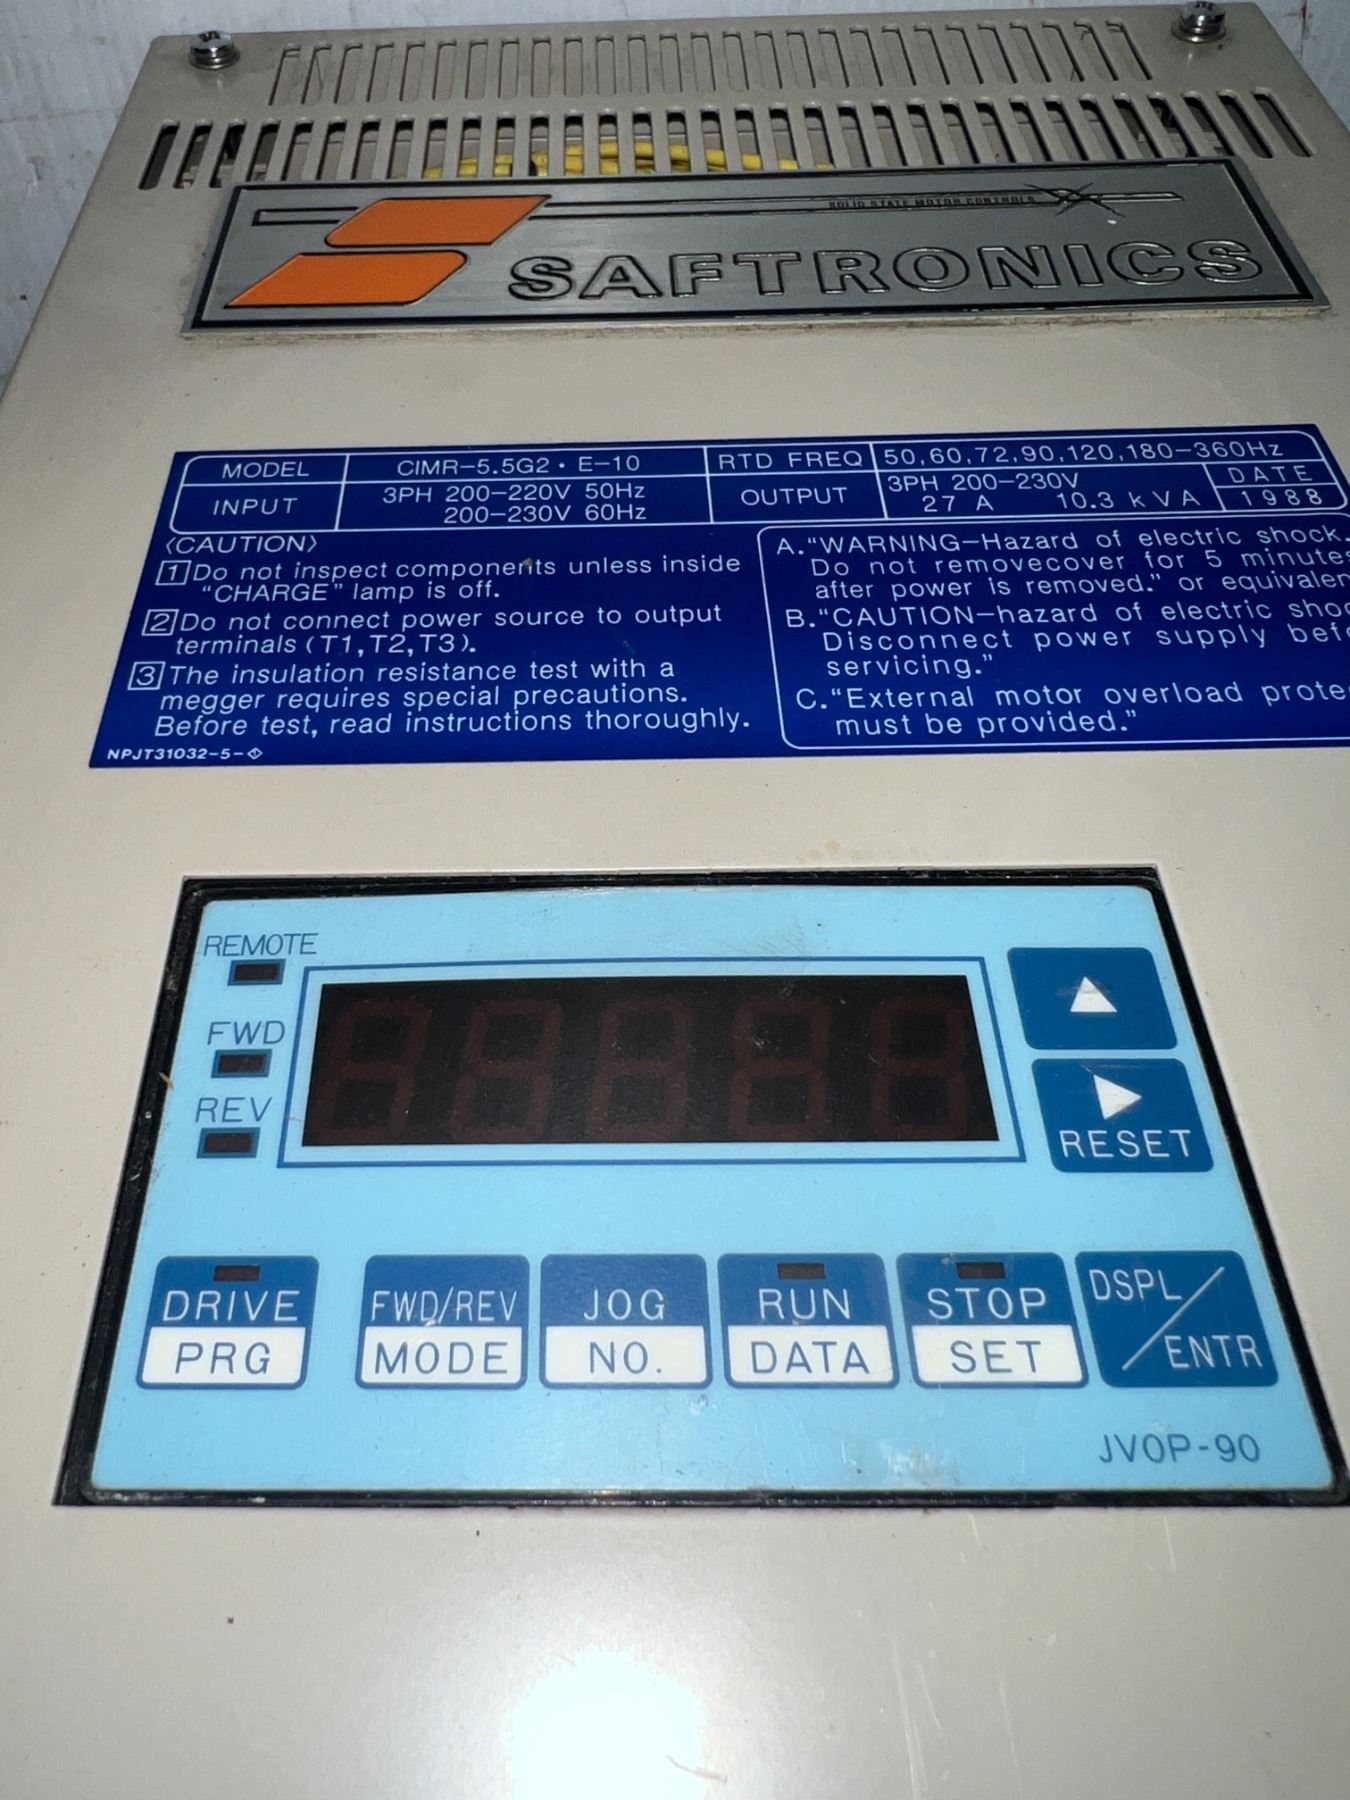 SOLID STATE MOTOR CONTROLS
SAFTRONICS
MODEL CIMR-5.5G2・E-10 RTD FREQ 50,60,72,90,120,180-360Hz
INPUT 3PH 200-220V 50Hz
200-230V 60Hz
OUTPUT 3PH 200-230V
27 A 10.3 kVA
DATE
1988
〈CAUTION〉
1 Do not inspect components unless inside
"CHARGE" lamp is off.
2 Do not connect power source to output
terminals (T1,T2,T3).
3 The insulation resistance test with a
megger requires special precautions.
Before test, read instructions thoroughly.
NPJT31032-5-
A."WARNING-Hazard of electric shock.
Do not removecover for 5 minutes
after power is removed." or equivalen
B."CAUTION-hazard of electric shoc
Disconnect power supply befo
servicing."
C."External motor overload prote
must be provided."
REMOTE
FWD
REV
RESET
DRIVE
PRG
FWD/REV
MODE
JOG
NO.
RUN
DATA
STOP
SET
DSPL/ENTR
JVOP-90